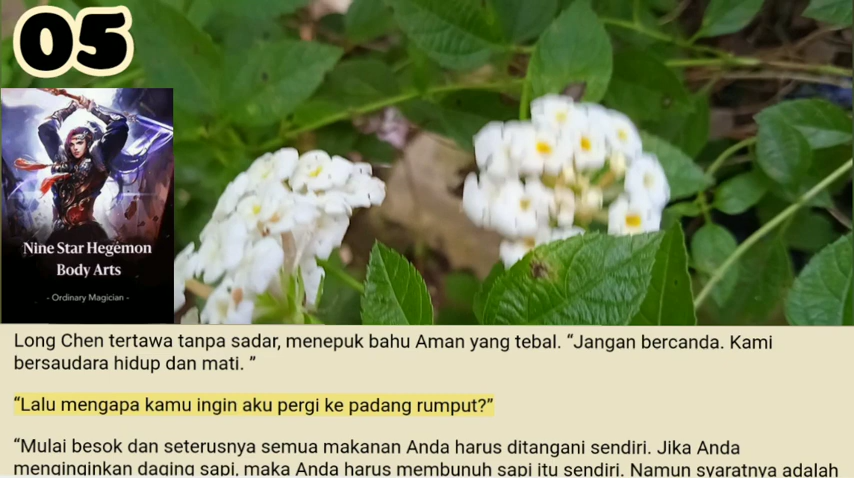 05
Nine Star Hegemon
Body Arts
- Ordinary Magician -
Long Chen tertawa tanpa sadar, menepuk bahu Aman yang tebal. “Jangan bercanda. Kami
bersaudara hidup dan mati. ”
“Lalu mengapa kamu ingin aku pergi ke padang rumput?”
“Mulai besok dan seterusnya semua makanan Anda harus ditangani sendiri. Jika Anda
menginginkan daging sapi, maka Anda harus membunuh sapi itu sendiri. Namun syaratnya adalah